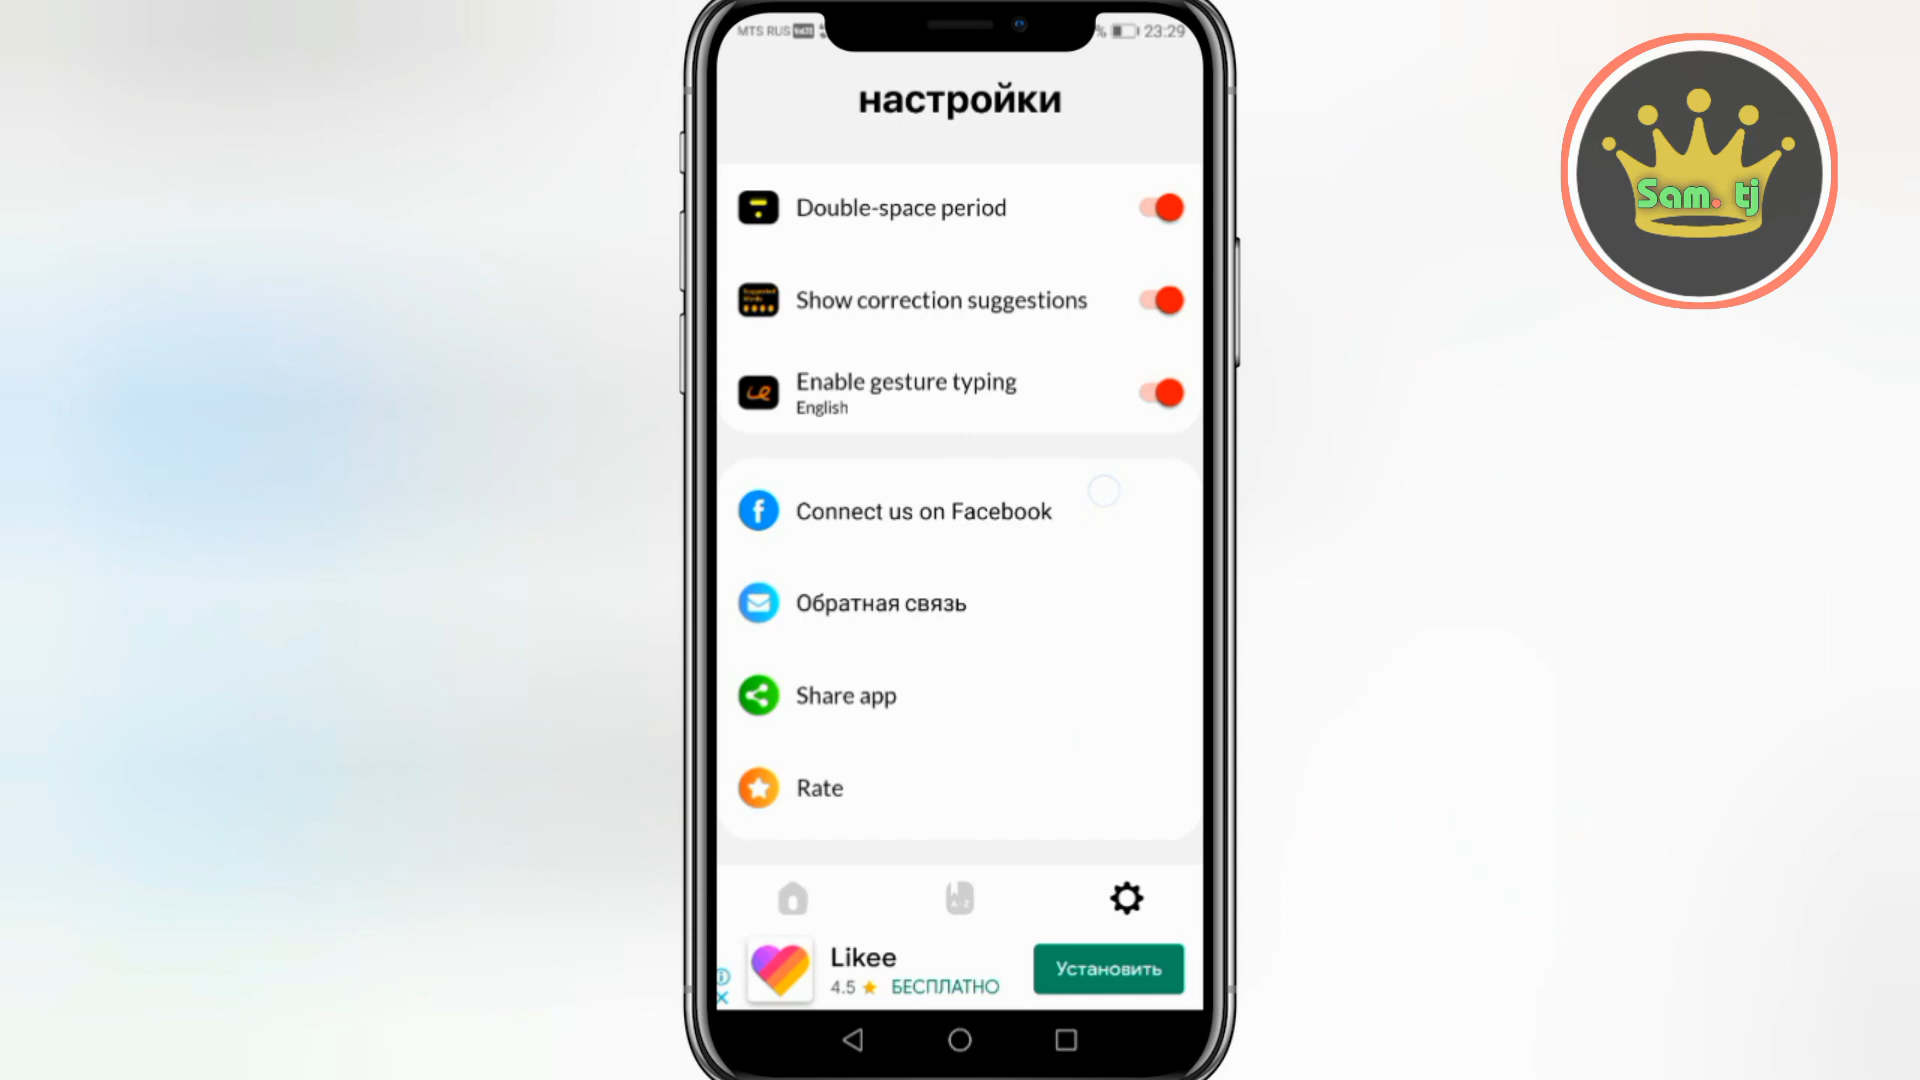 MTS RUS
% 23:29
настройки
Sam. tj
Double-space period
Show correction suggestions
Enable gesture typing
English
Connect us on Facebook
Обратная связь
Share app
Rate
A-Z
Likee
4.5 ★ БЕСПЛАТНО
Установить